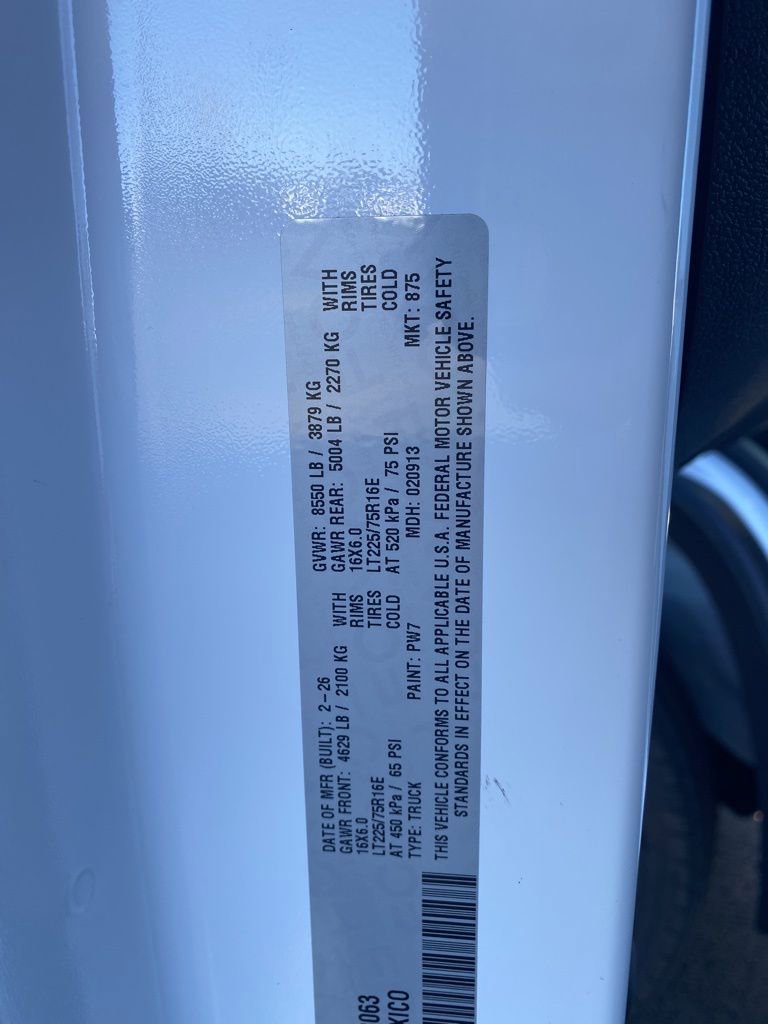 DATE OF MFR (BUILT): 2-26 GVWR: 8550 LB / 3879 KG
GAWR FRONT: 4629 LB / 2100 KG WITH GAWR REAR: 5004 LB / 2270 KG WITH
16X6.0 RIMS 16X6.0 RIMS
LT225/75R16E TIRES LT225/75R16E TIRES
AT 450 kPa / 65 PSI COLD AT 520 kPa / 75 PSI COLD
TYPE: TRUCK PAINT: PW7 MDH: 020913 MKT: 875
THIS VEHICLE CONFORMS TO ALL APPLICABLE U.S.A. FEDERAL MOTOR VEHICLE SAFETY
STANDARDS IN EFFECT ON THE DATE OF MANUFACTURE SHOWN ABOVE.
063
XICO